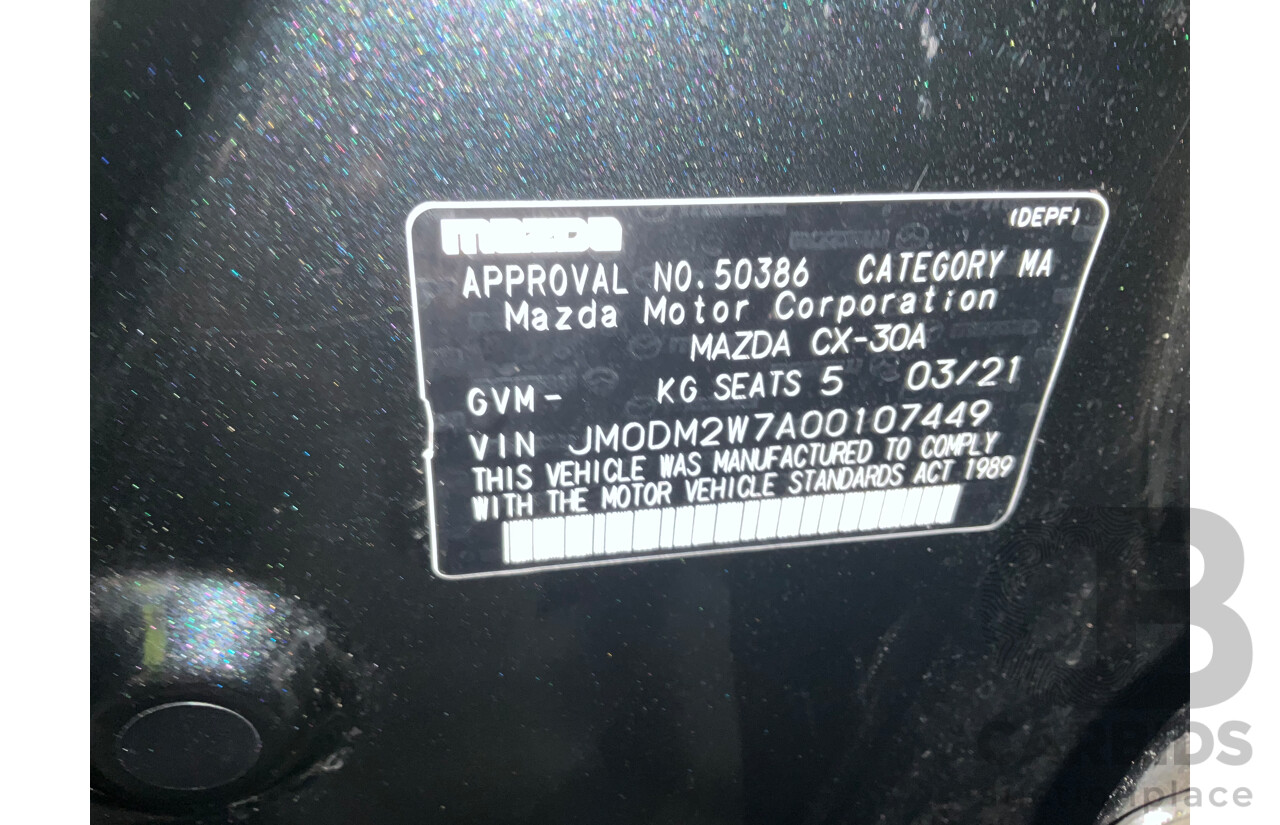 mazda
(DEPF)
APPROVAL NO.50386 CATEGORY MA
Mazda Motor Corporation
MAZDA CX-30A
GVM - KG SEATS 5 03/21
VIN JM0DM2W7A00107449
THIS VEHICLE WAS MANUFACTURED TO COMPLY
WITH THE MOTOR VEHICLE STANDARDS ACT 1989
CARBIDS